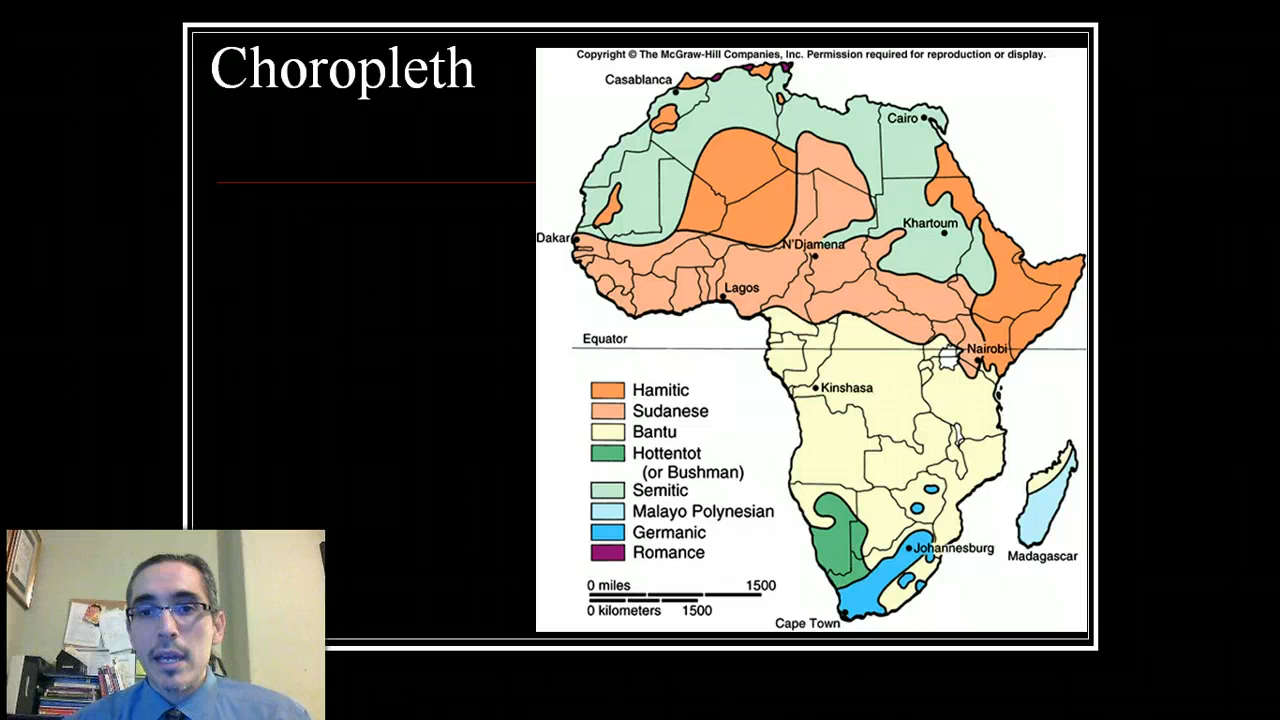 Choropleth
Copyright © The McGraw-Hill Companies, Inc. Permission required for reproduction or display.
Casablanca
Cairo
Khartoum
Dakar
N'Djamena
Lagos
Equator
Nairobi
Kinshasa
Hamitic
Sudanese
Bantu
Hottentot
(or Bushman)
Semitic
Malayo Polynesian
Germanic
Romance
Johannesburg
Madagascar
0 miles 1500
0 kilometers 1500
Cape Town